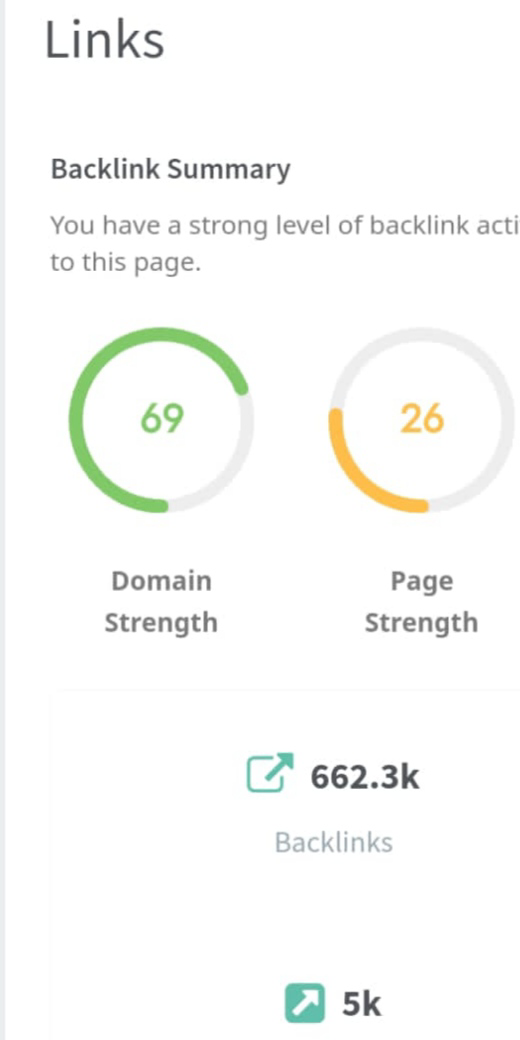 Links
Backlink Summary
You have a strong level of backlink
to this page.
69
26
Domain
Strength
Page
Strength
662.3k
Backlinks
5k